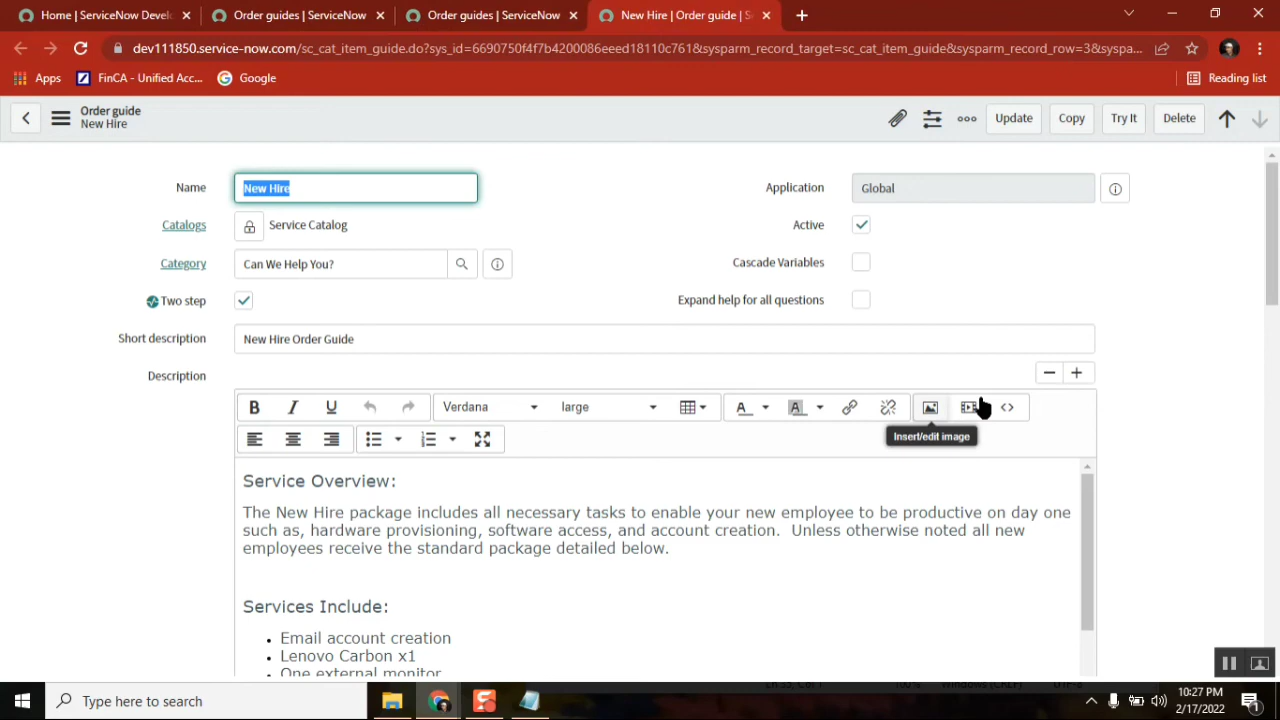 Home | ServiceNow Devel
Order guides | ServiceNow
Order guides | ServiceNow
New Hire | Order guide | S
dev111850.service-now.com/sc_cat_item_guide.do?sys_id=6690750f4f7b4200086eeed18110c761&sysparm_record_target=sc_cat_item_guide&sysparm_record_row=3&syspa...
Apps
FinCA - Unified Acc...
Google
Reading list
Order guide
New Hire
Update
Copy
Try It
Delete
Name
New Hire
Application
Global
Catalogs
Service Catalog
Active
Category
Can We Help You?
Cascade Variables
Two step
Expand help for all questions
Short description
New Hire Order Guide
Description
B
I
U
Verdana
large
A
A
Insert/edit image
Service Overview:
The New Hire package includes all necessary tasks to enable your new employee to be productive on day one
such as, hardware provisioning, software access, and account creation.  Unless otherwise noted all new
employees receive the standard package detailed below.
Services Include:
Email account creation
Lenovo Carbon x1
One external monitor
Type here to search
10:27 PM
2/17/2022